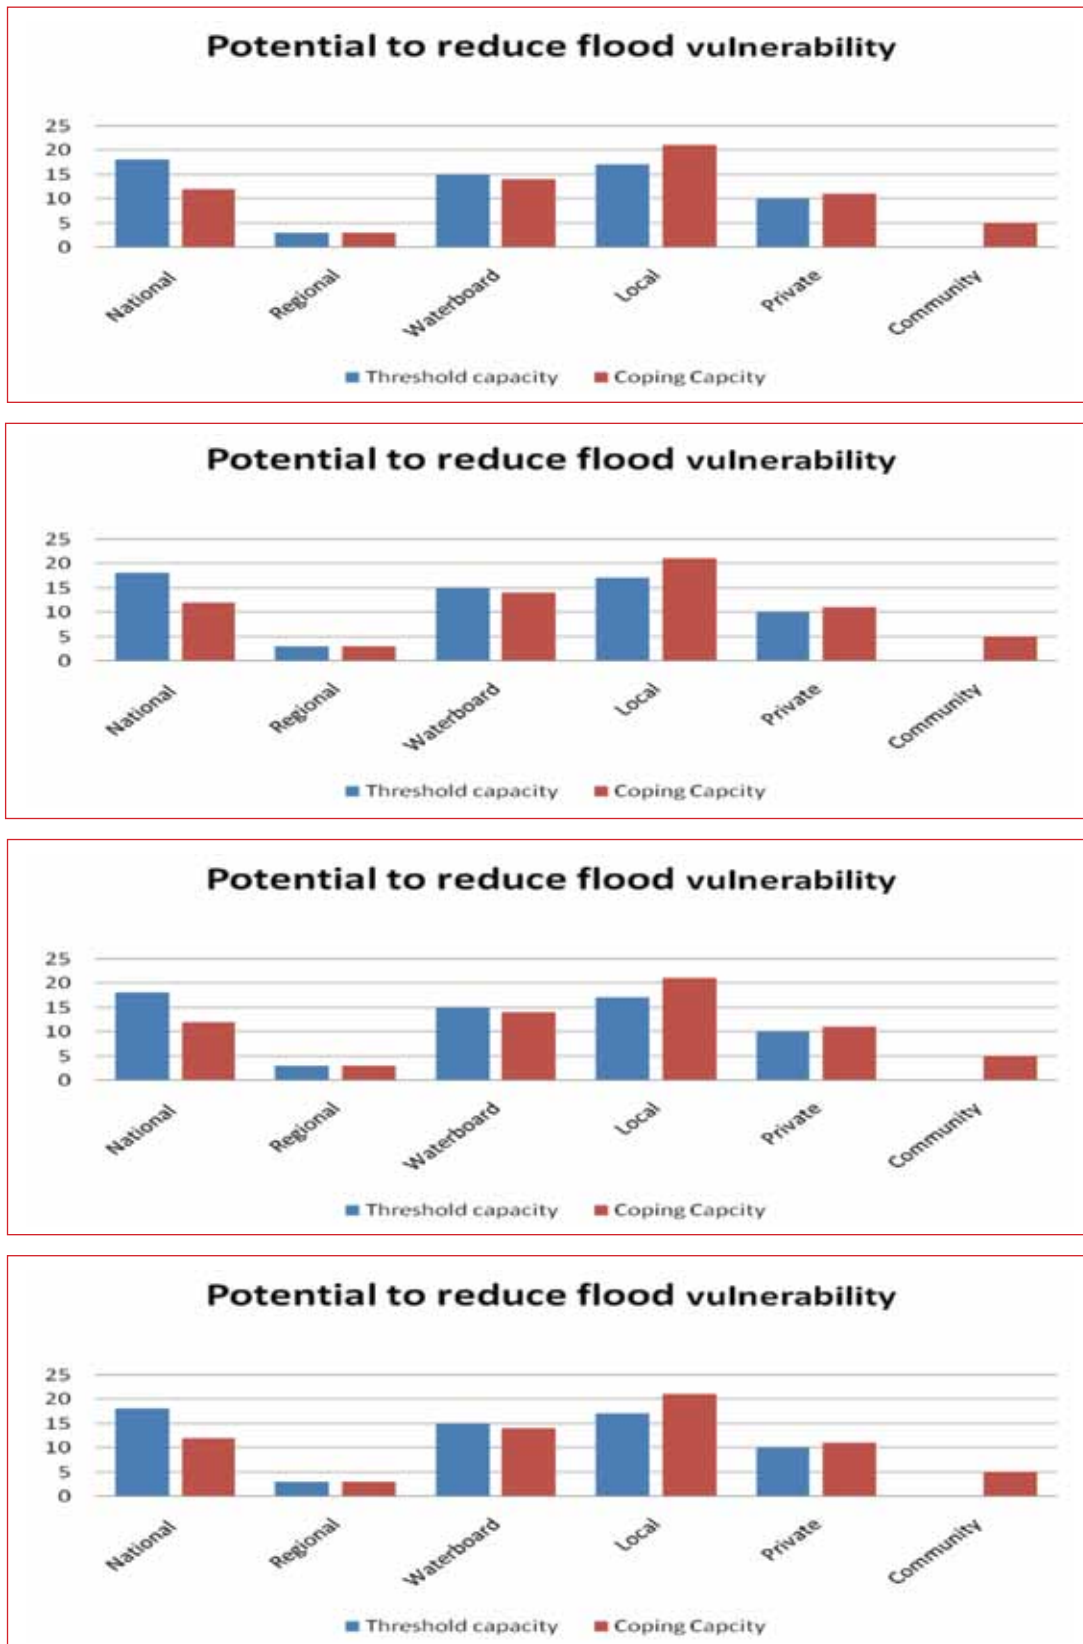 Potential to reduce flood vulnerability
25
20
15
10
5
0
National Regional Waterboard Local Private Community
Threshold capacity Coping Capcity
Potential to reduce flood vulnerability
25
20
15
10
5
0
National Regional Waterboard Local Private Community
Threshold capacity Coping Capcity
Potential to reduce flood vulnerability
25
20
15
10
5
0
National Regional Waterboard Local Private Community
Threshold capacity Coping Capcity
Potential to reduce flood vulnerability
25
20
15
10
5
0
National Regional Waterboard Local Private Community
Threshold capacity Coping Capcity